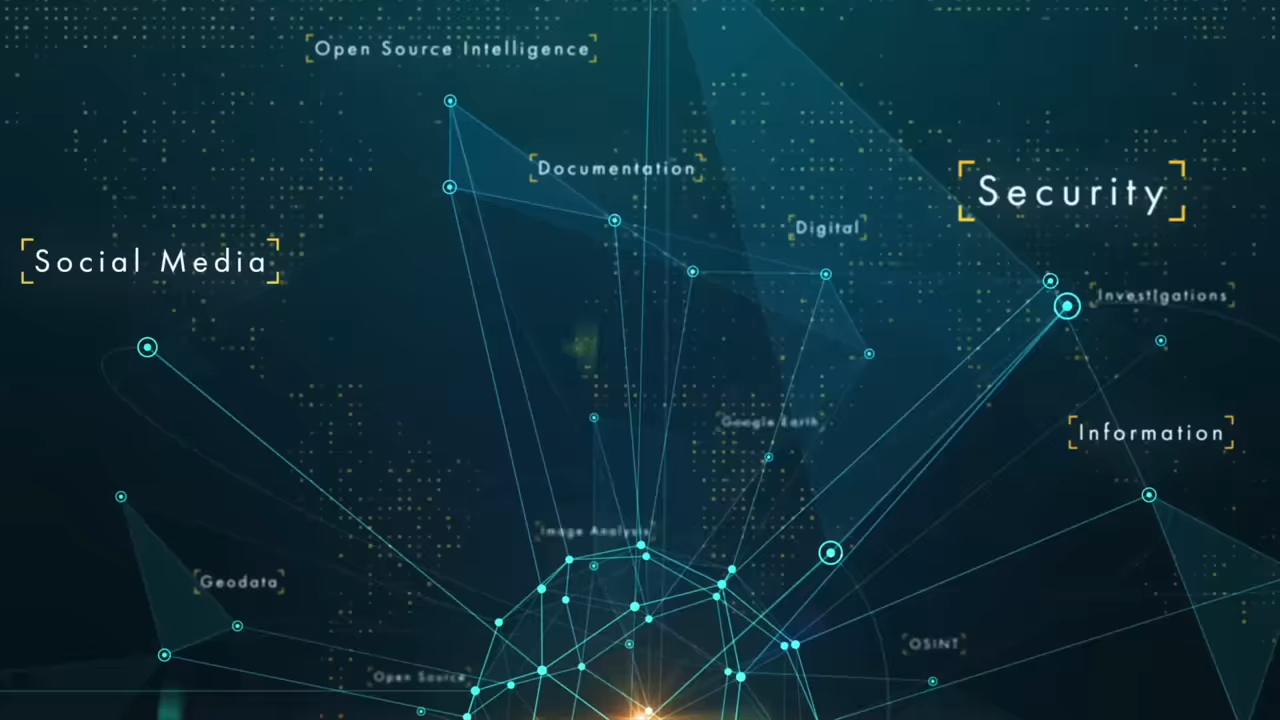 Open Source Intelligence
Documentation
Security
Digital
Social Media
Investigations
Google Earth
Information
Image Analysis
Geodata
OSINT
Open Source